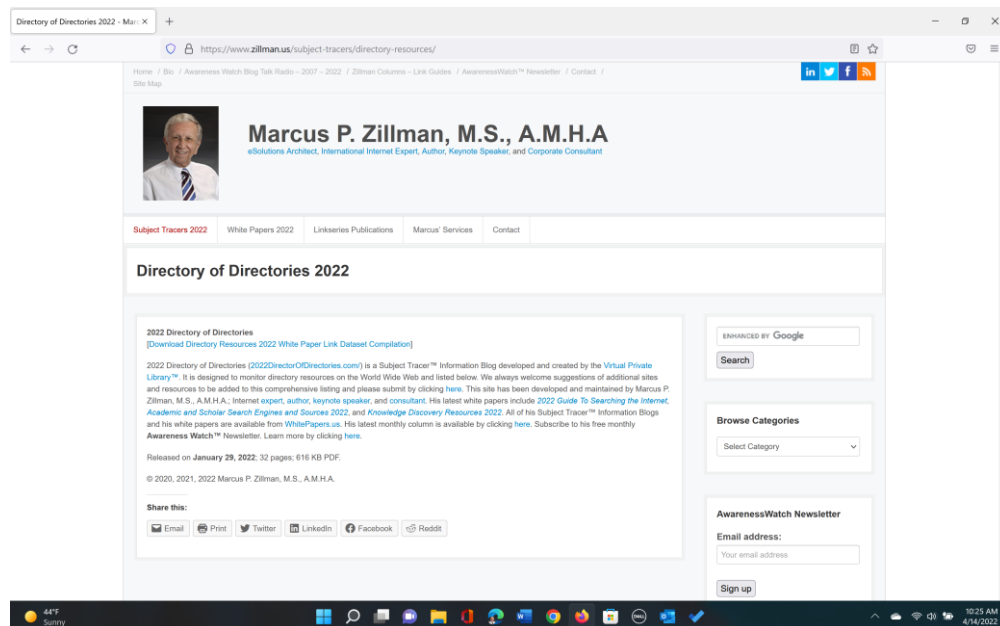 Directory of Directories 2022 - Marc
https://www.zillman.us/subject-tracers/directory-resources/
Home / Bio / Awareness Watch Blog Talk Radio – 2007 – 2022 / Zillman Columns – Link Guides / AwarenessWatch™ Newsletter / Contact /
Site Map
Marcus P. Zillman, M.S., A.M.H.A
eSolutions Architect, International Internet Expert, Author, Keynote Speaker, and Corporate Consultant
Subject Tracers 2022 White Papers 2022 Linkseries Publications Marcus' Services Contact
Directory of Directories 2022
2022 Directory of Directories
[Download Directory Resources 2022 White Paper Link Dataset Compilation]
2022 Directory of Directories (2022DirectorOfDirectories.com/) is a Subject Tracer™ Information Blog developed and created by the Virtual Private
Library™. It is designed to monitor directory resources on the World Wide Web and listed below. We always welcome suggestions of additional sites
and resources to be added to this comprehensive listing and please submit by clicking here. This site has been developed and maintained by Marcus P.
Zillman, M.S., A.M.H.A.; Internet expert, author, keynote speaker, and consultant. His latest white papers include 2022 Guide To Searching the Internet,
Academic and Scholar Search Engines and Sources 2022, and Knowledge Discovery Resources 2022. All of his Subject Tracer™ Information Blogs
and his white papers are available from WhitePapers.us. His latest monthly column is available by clicking here. Subscribe to his free monthly
Awareness Watch™ Newsletter. Learn more by clicking here.
Released on January 29, 2022; 32 pages; 616 KB PDF.
© 2020, 2021, 2022 Marcus P. Zillman, M.S., A.M.H.A.
Share this:
Email Print Twitter LinkedIn Facebook Reddit
ENHANCED BY Google
Search
Browse Categories
Select Category
AwarenessWatch Newsletter
Email address:
Your email address
Sign up
44°F
Sunny
10:25 AM
4/14/2022